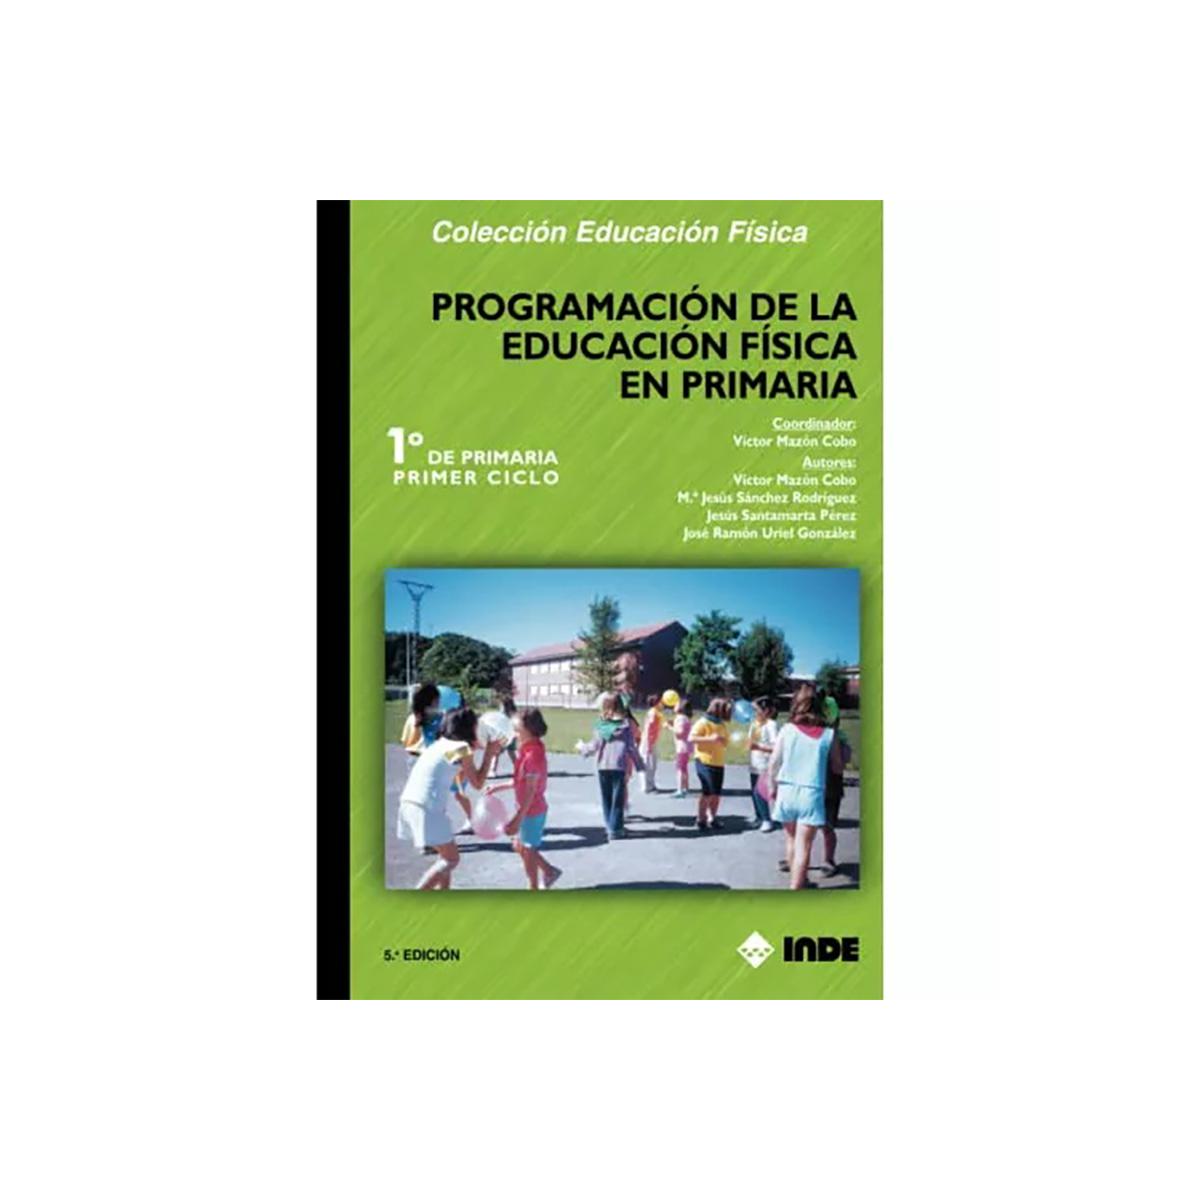 Colección Educación Física
PROGRAMACIÓN DE LA
EDUCACIÓN FÍSICA
EN PRIMARIA
Coordinador:
Víctor Mazón Cobo
1º DE PRIMARIA
PRIMER CICLO
Autores:
Víctor Mazón Cobo
M.ª Jesús Sánchez Rodríguez
Jesús Santamarta Pérez
José Ramón Uriel González
5.ª EDICIÓN
INDE